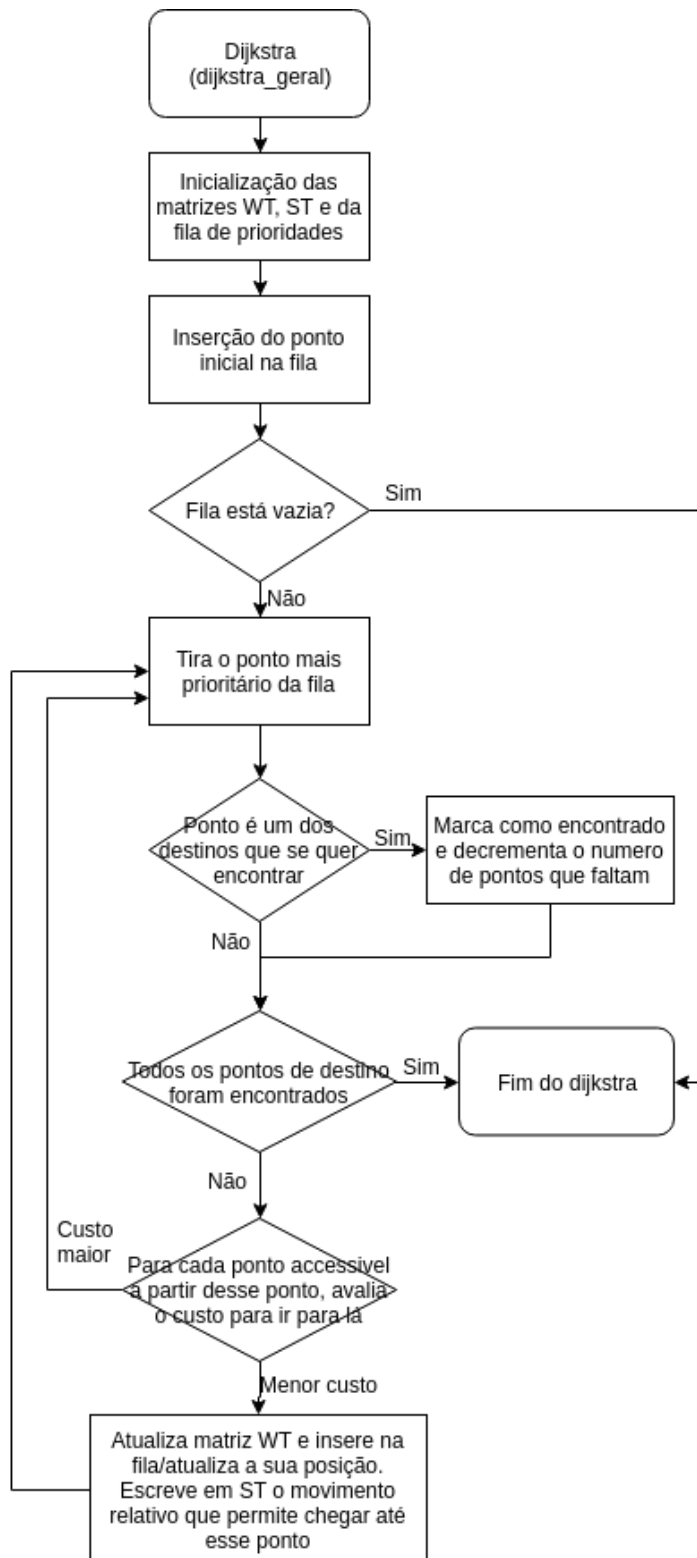 Dijkstra
(dijkstra_geral)
Inicialização das
matrizes WT, ST e da
fila de prioridades
Inserção do ponto
inicial na fila
Fila está vazia?
Sim
Não
Tira o ponto mais
prioritário da fila
Ponto é um dos
destinos que se quer
encontrar
Sim
Marca como encontrado
e decrementa o numero
de pontos que faltam
Não
Todos os pontos de destino
foram encontrados
Sim
Fim do dijkstra
Não
Custo
maior
Para cada ponto accessivel
a partir desse ponto, avalia
o custo para ir para lá
Menor custo
Atualiza matriz WT e insere na
fila/atualiza a sua posição.
Escreve em ST o movimento
relativo que permite chegar até
esse ponto